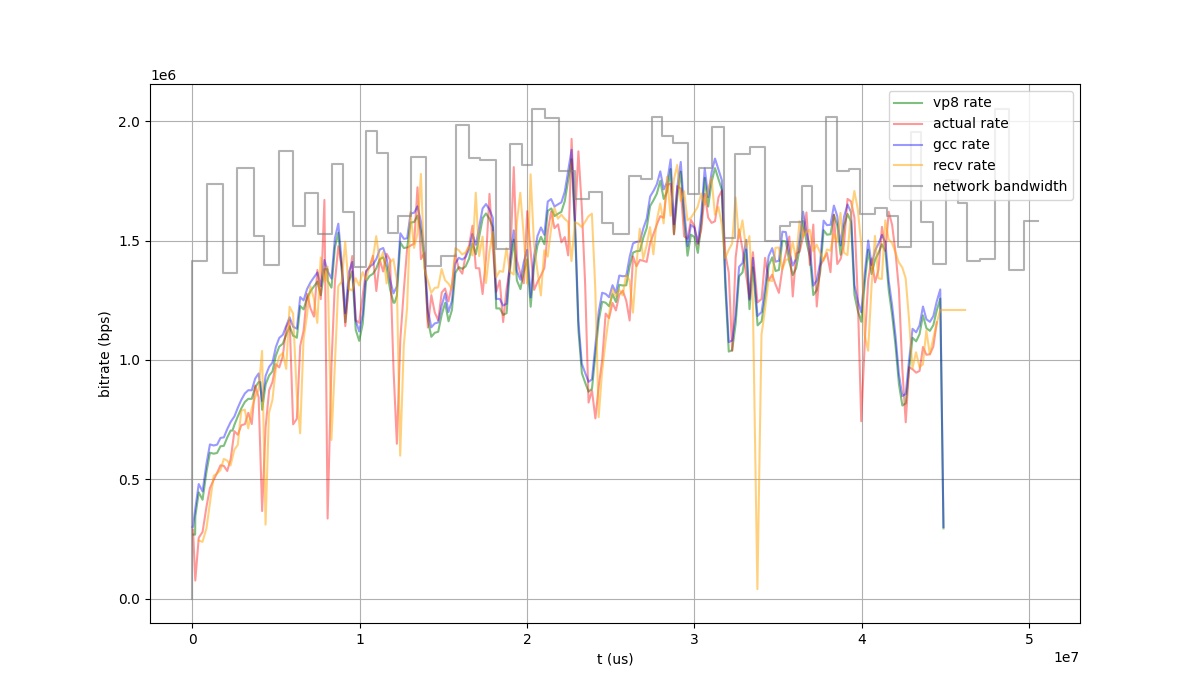 1e6
2.0
1.5
1.0
0.5
0.0
bitrate (bps)
vp8 rate
actual rate
gcc rate
recv rate
network bandwidth
0 1 2 3 4 5
t (us)
1e7